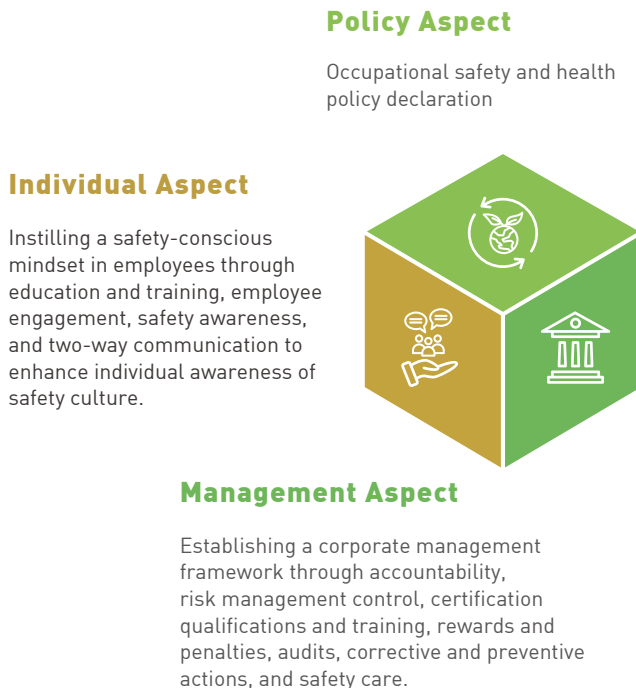 Policy Aspect
Occupational safety and health
policy declaration
Individual Aspect
Instilling a safety-conscious
mindset in employees through
education and training, employee
engagement, safety awareness,
and two-way communication to
enhance individual awareness of
safety culture.
Management Aspect
Establishing a corporate management
framework through accountability,
risk management control, certification
qualifications and training, rewards and
penalties, audits, corrective and preventive
actions, and safety care.